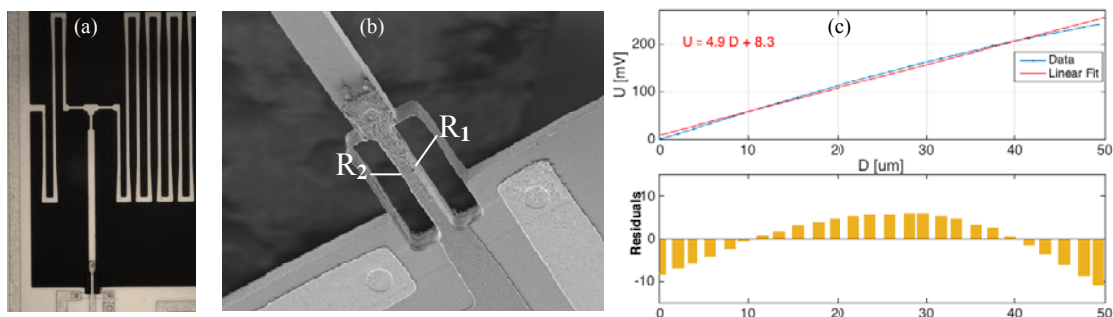 (a)
(b)
R1
R2
(c)
U = 4.9 D + 8.3
Data
Linear Fit
U [mV]
200
100
0
0 10 20 30 40 50
D [um]
Residuals
10
0
-10
0 10 20 30 40 50